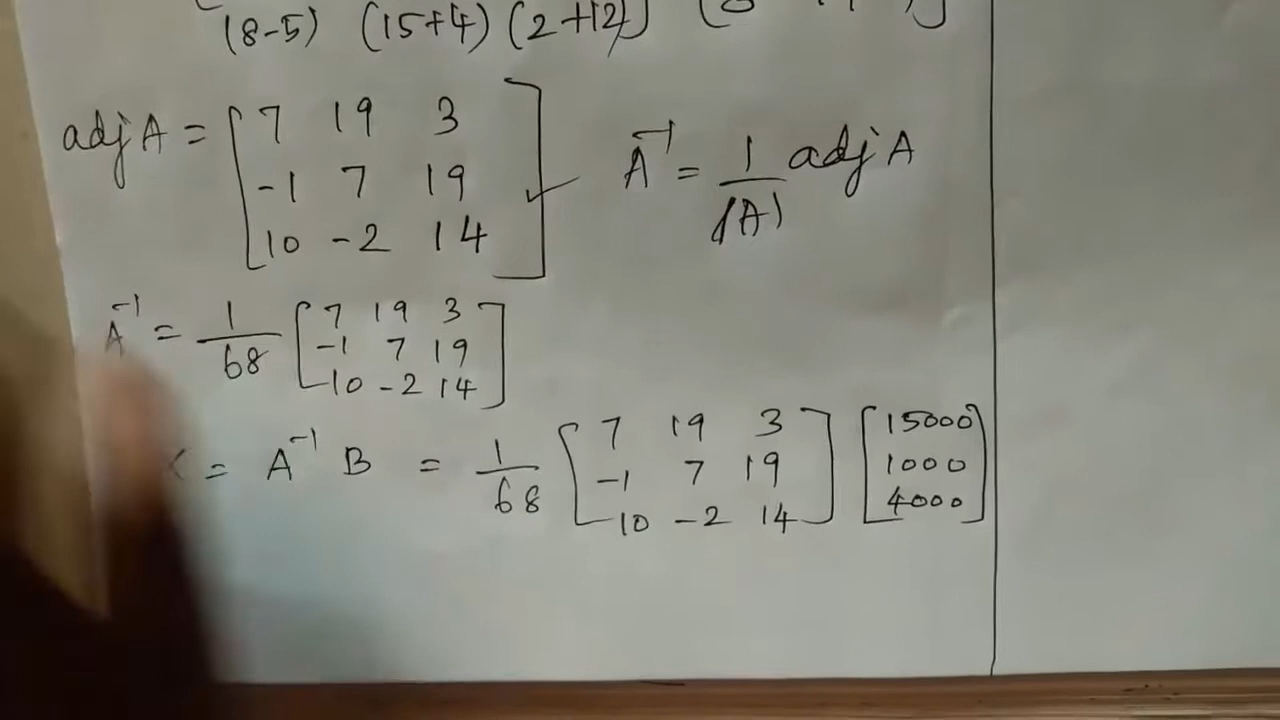 (8-5) (15+4) (2+12)
adj A = [7 19 3
-1 7 19
10 -2 14] A⁻¹ = 1/|A| adj A
A⁻¹ = 1/68 [7 19 3
-1 7 19
10 -2 14]
= A⁻¹ B = 1/68 [7 19 3
-1 7 19
10 -2 14] [15000
1000
4000]